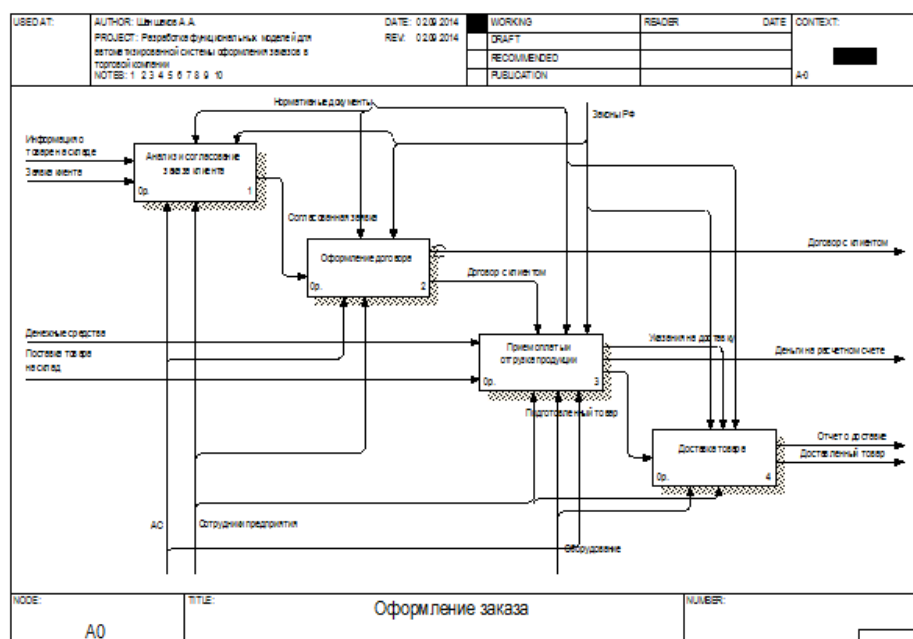 USED AT:
AUTHOR: Шеншаков А.А.
DATE: 02.09.2014
WORKING
READER
DATE
CONTEXT:
PROJECT: Разработка функциональных моделей для
REV: 02.09.2014
DRAFT
автоматизированной системы оформления заказов в
торговой компании
RECOMMENDED
NOTES: 1 2 3 4 5 6 7 8 9 10
PUBLICATION
A-0
Нормативные документы
Законы РФ
Информация о
товаре на складе
Заявка киента
Анализ и согласование
заказа клиента
0р.
1
Согласованная заявка
Договор с клиентом
Оформление договора
0р.
2
Договор с клиентом
Денежные средства
Поставка товара
на склад
Прием оплаты и
отгрузка продукции
0р.
3
Указания на доставку
Деньги на расчетном счете
Подготовленный товар
Отчет о доставке
Доставленный товар
Доставка товара
0р.
4
АС
Сотрудники предприятия
Оборудование
NODE:
TITLE:
NUMBER:
Оформление заказа
A0